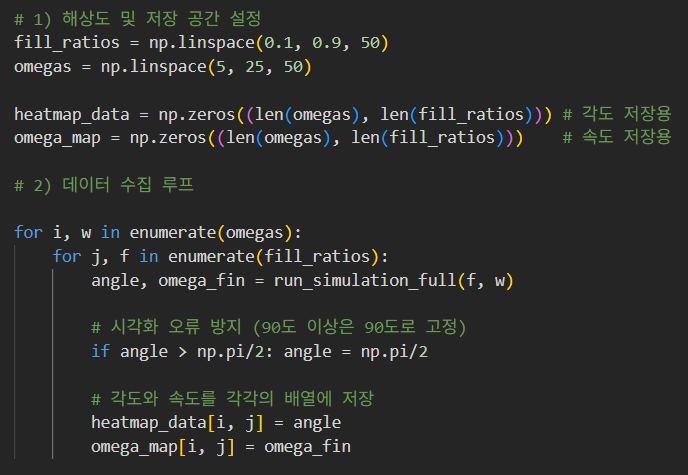 # 1) 해상도 및 저장 공간 설정
fill_ratios = np.linspace(0.1, 0.9, 50)
omegas = np.linspace(5, 25, 50)
heatmap_data = np.zeros((len(omegas), len(fill_ratios))) # 각도 저장용
omega_map = np.zeros((len(omegas), len(fill_ratios)))    # 속도 저장용
# 2) 데이터 수집 루프
for i, w in enumerate(omegas):
    for j, f in enumerate(fill_ratios):
        angle, omega_fin = run_simulation_full(f, w)
        # 시각화 오류 방지 (90도 이상은 90도로 고정)
        if angle > np.pi/2: angle = np.pi/2
        # 각도와 속도를 각각의 배열에 저장
        heatmap_data[i, j] = angle
        omega_map[i, j] = omega_fin